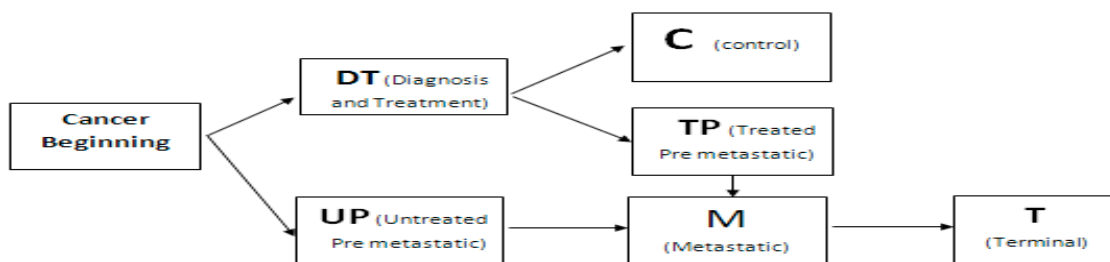 C (control)
DT (Diagnosis
and Treatment)
Cancer
Beginning
TP (Treated
Pre metastatic)
UP (Untreated
Pre metastatic)
M
(Metastatic)
T
(Terminal)